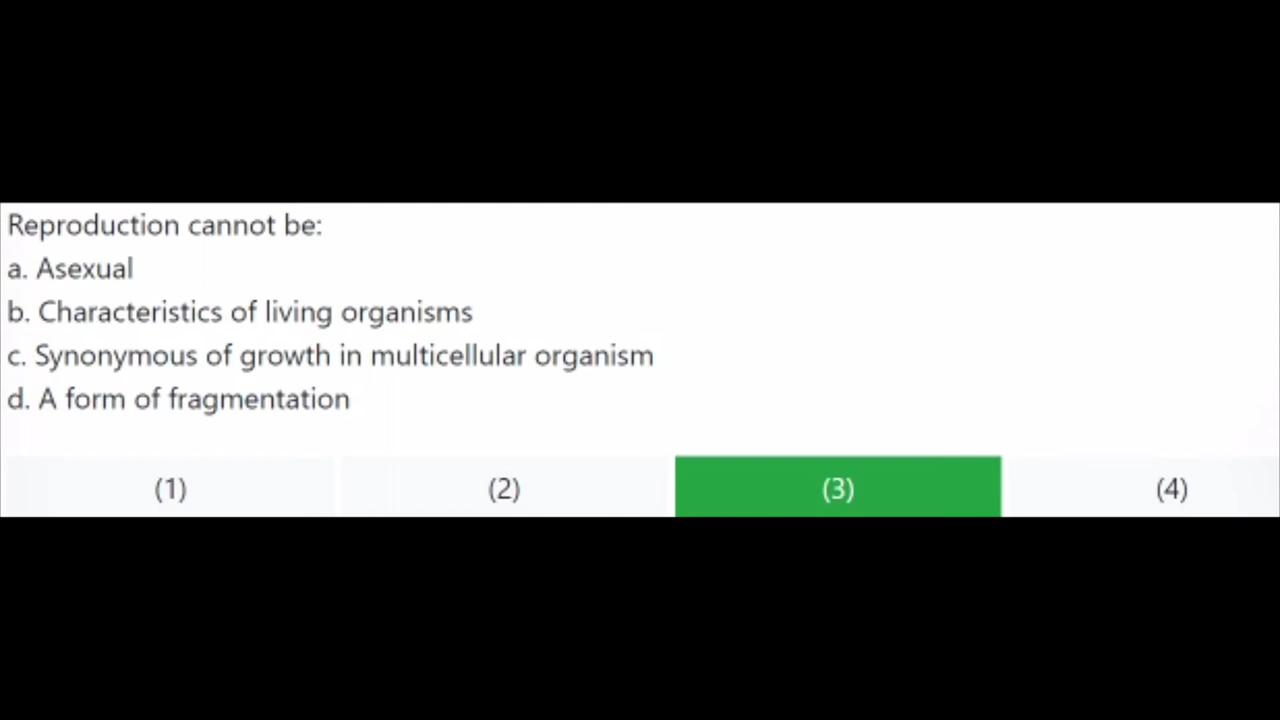 Reproduction cannot be:
a. Asexual
b. Characteristics of living organisms
c. Synonymous of growth in multicellular organism
d. A form of fragmentation
(1) (2) (3) (4)